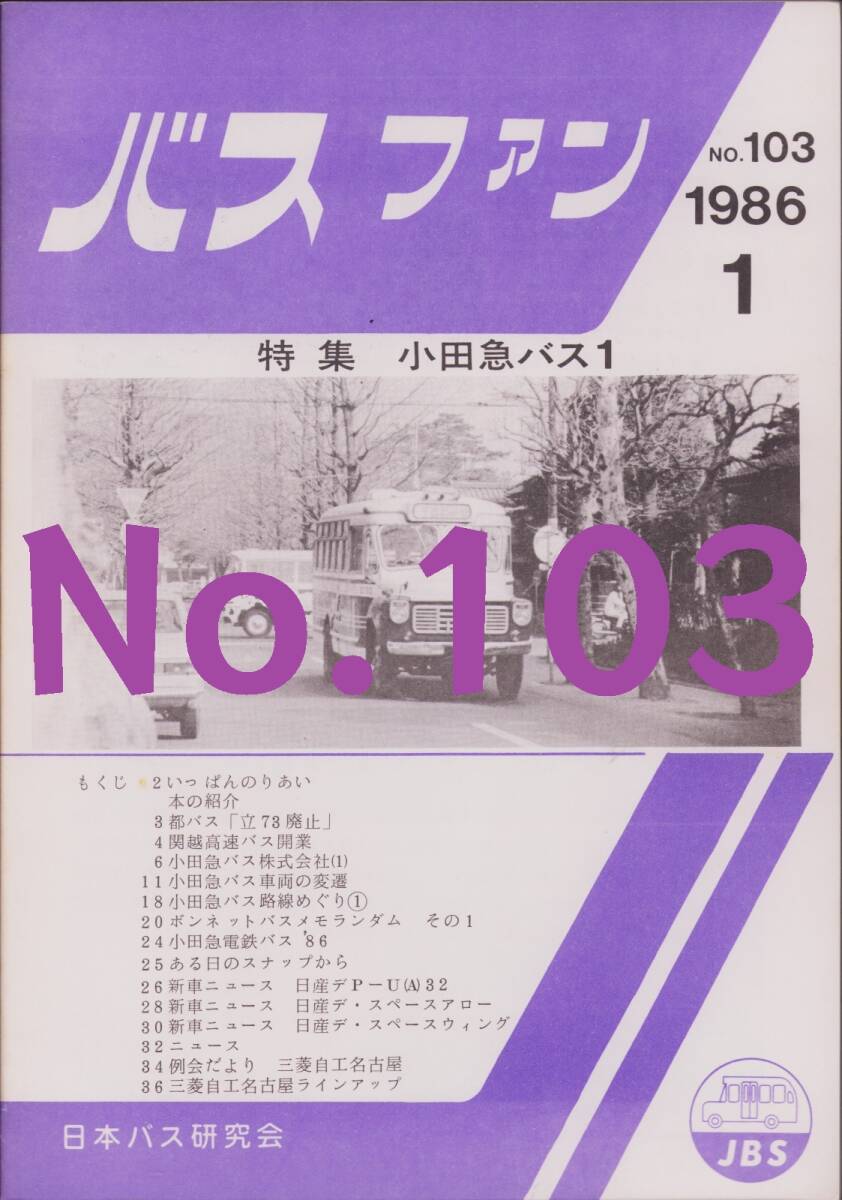 バスファン
NO.103
1986
1
特集 小田急バス1
No.103
もくじ 2いっぱんのりあい
本の紹介
3都バス「立73廃止」
4関越高速バス開業
6小田急バス株式会社(1)
11小田急バス車両の変遷
18小田急バス路線めぐり①
20ボンネットバスメモランダム その1
24小田急電鉄バス '86
25ある日のスナップから
26新車ニュース 日産デP-U(A)32
28新車ニュース 日産デ・スペースアロー
30新車ニュース 日産デ・スペースウィング
32ニュース
34例会だより 三菱自工名古屋
36三菱自工名古屋ラインアップ
日本バス研究会
JBS